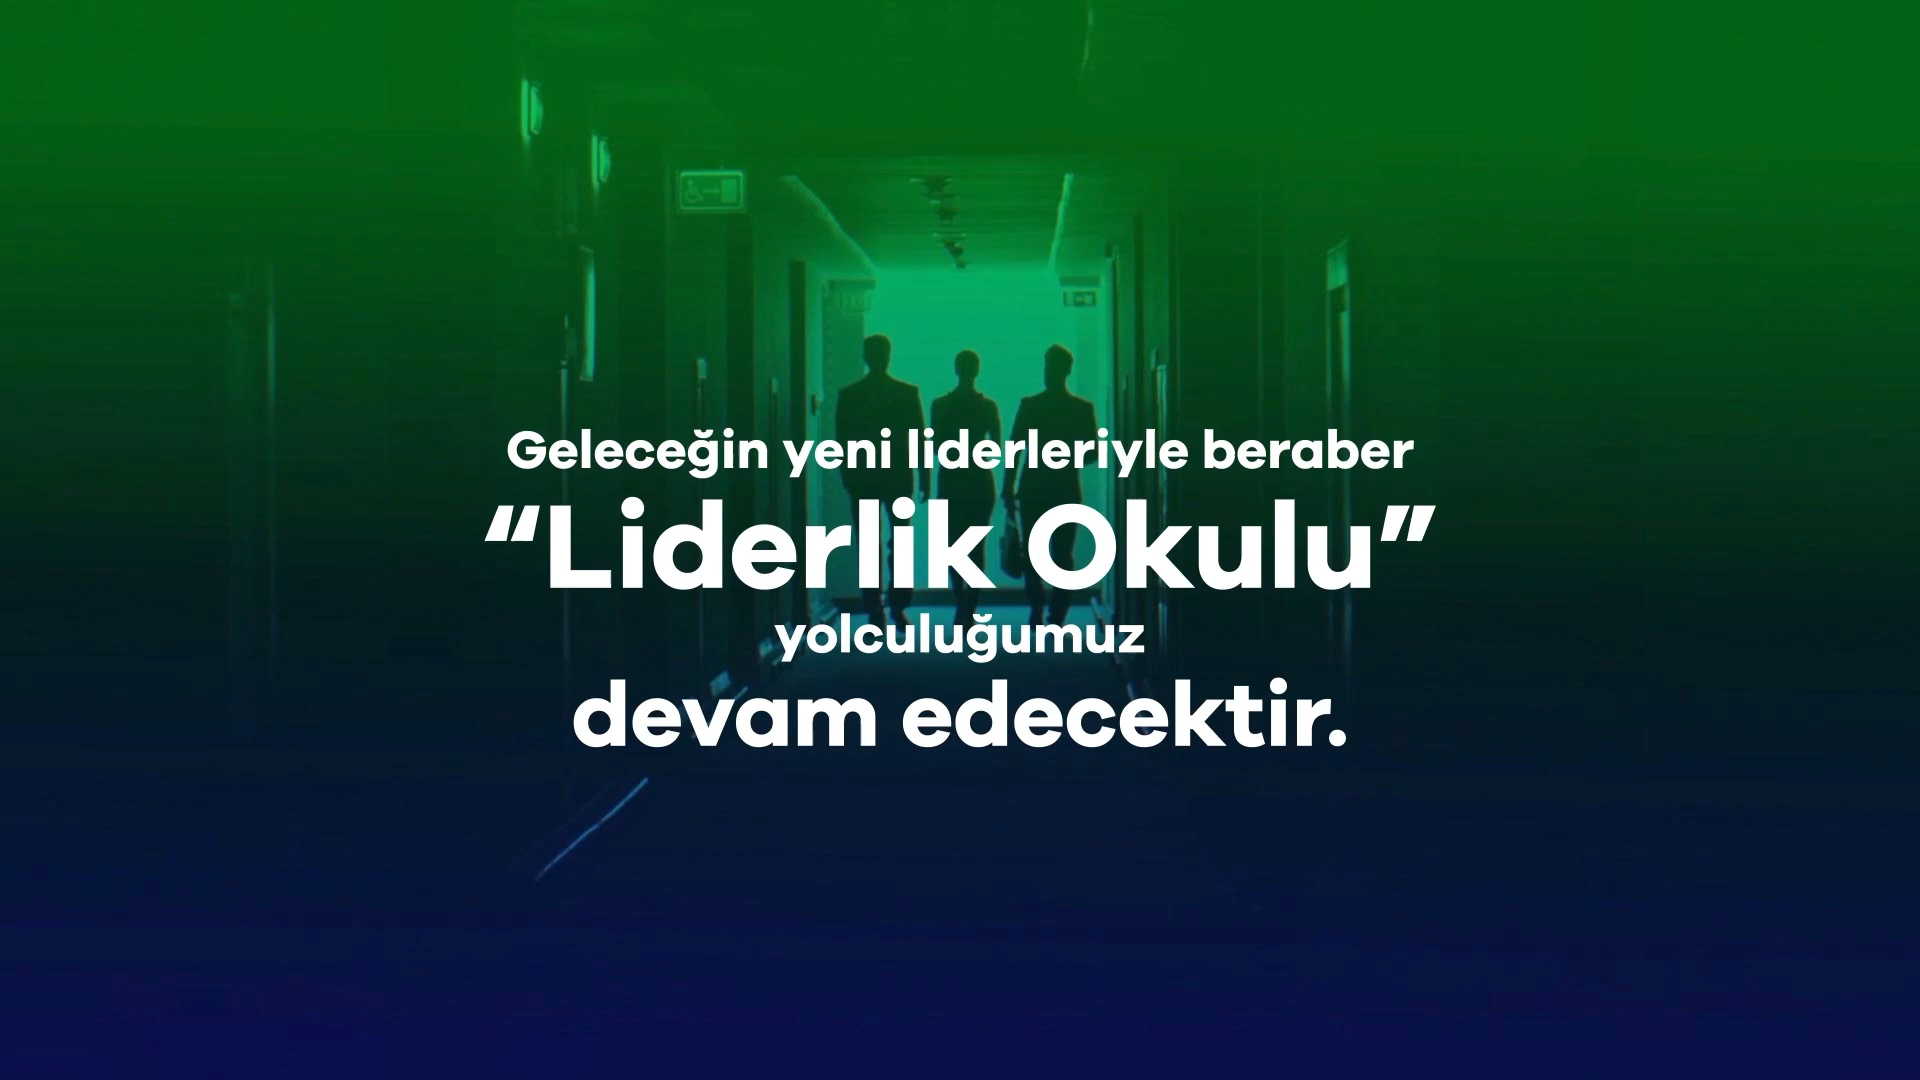 Geleceğin yeni liderleriyle beraber
“Liderlik Okulu”
yolculuğumuz
devam edecektir.